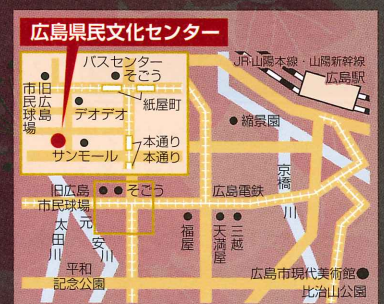 広島県民文化センター
バスセンター
そごう
旧広島
市民球場
デオデオ
紙屋町
サンモール
本通り
本通り
JR・山陽本線・山陽新幹線
広島駅
縮景園
京橋川
旧広島
市民球場
そごう
広島電鉄
太田川
元安川
福屋
天満屋
三越
平和
記念公園
広島市現代美術館
比治山公園